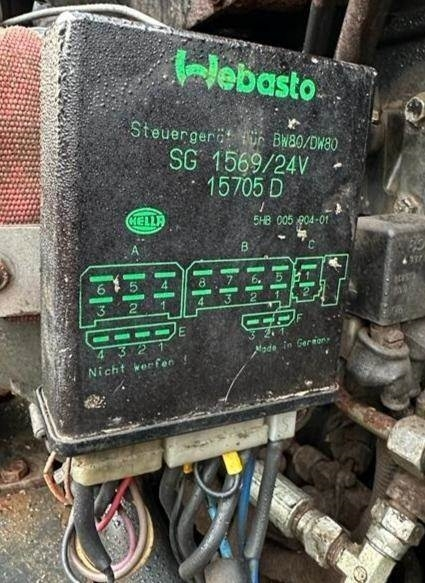 Webasto
Steuergerät für BW80/DW80
SG 1569/24V
15705 D
HELLA
5HB 005 904-01
A B C
6 5 4 8 7 6 5
3 2 4 3 2 2
E F
4 3 2 1 3 2 1
Nicht werfen ! Made in Germany